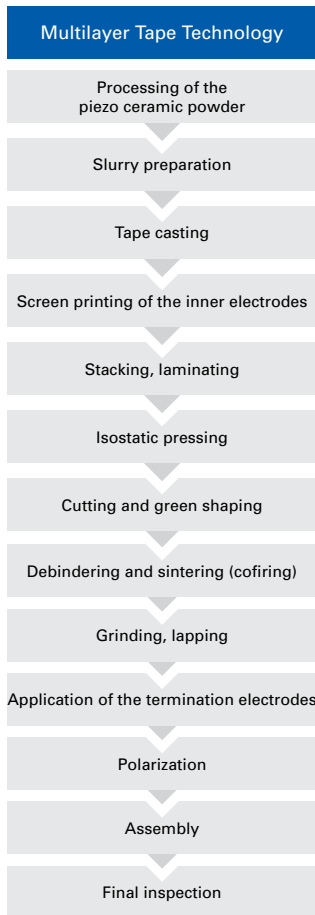 Multilayer Tape Technology
Processing of the
piezo ceramic powder
Slurry preparation
Tape casting
Screen printing of the inner electrodes
Stacking, laminating
Isostatic pressing
Cutting and green shaping
Debindering and sintering (cofiring)
Grinding, lapping
Application of the termination electrodes
Polarization
Assembly
Final inspection